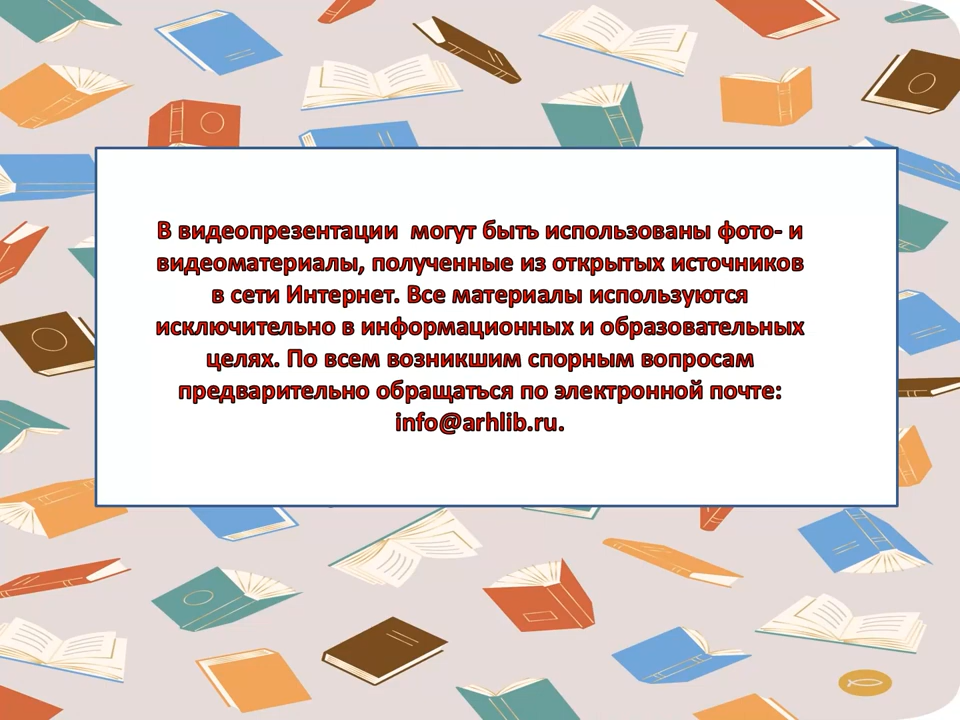 В видеопрезентации  могут быть использованы фото- и
видеоматериалы, полученные из открытых источников
в сети Интернет. Все материалы используются
исключительно в информационных и образовательных
целях. По всем возникшим спорным вопросам
предварительно обращаться по электронной почте:
info@arhlib.ru.